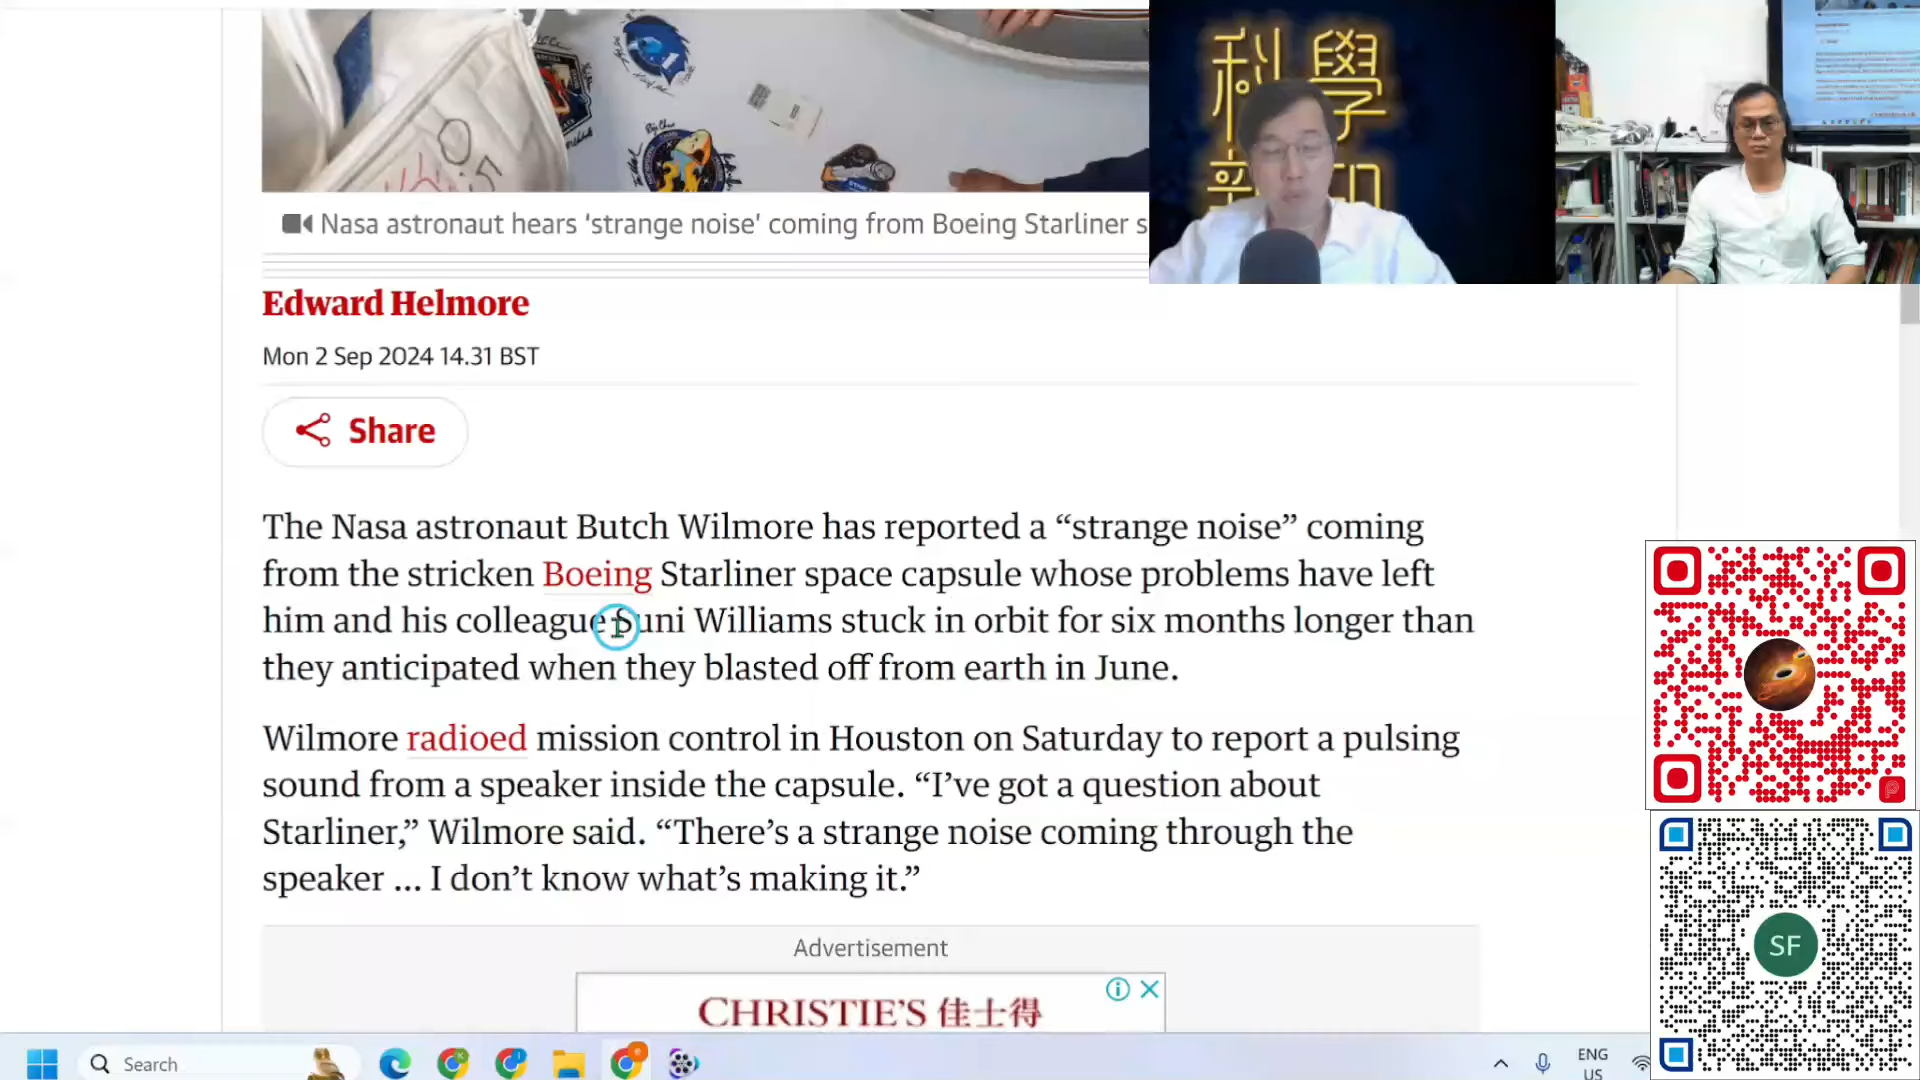 科學
新知
Nasa astronaut hears ‘strange noise’ coming from Boeing Starliner s
Edward Helmore
Mon 2 Sep 2024 14.31 BST
Share
The Nasa astronaut Butch Wilmore has reported a “strange noise” coming
from the stricken Boeing Starliner space capsule whose problems have left
him and his colleague Suni Williams stuck in orbit for six months longer than
they anticipated when they blasted off from earth in June.
Wilmore radioed mission control in Houston on Saturday to report a pulsing
sound from a speaker inside the capsule. “I’ve got a question about
Starliner,” Wilmore said. “There’s a strange noise coming through the
speaker ... I don’t know what’s making it.”
Advertisement
CHRISTIE’S 佳士得
SF
Search
ENG
US